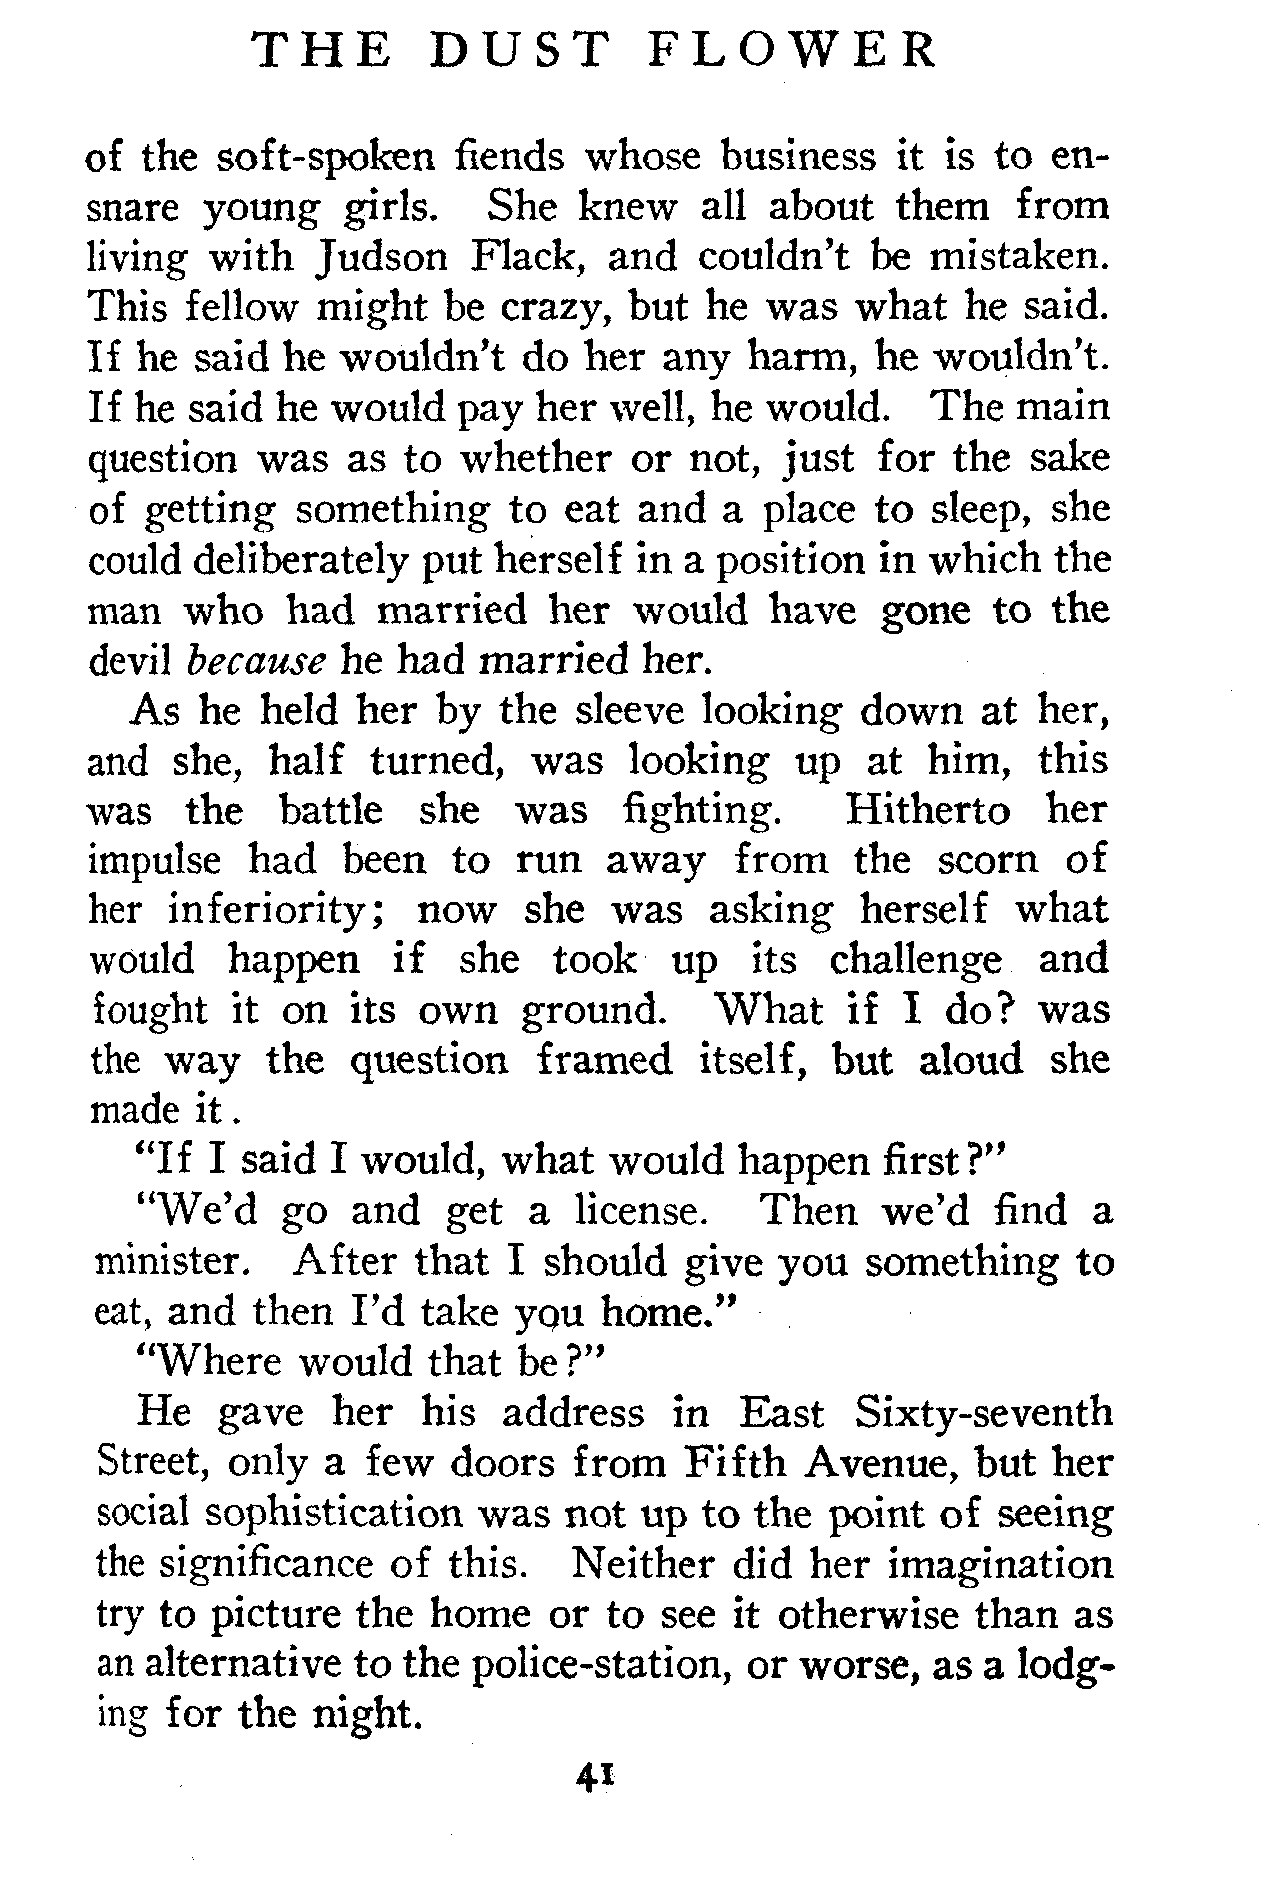 THE DUST FLOWER
of the soft-spoken fiends whose business it is to en-
snare young girls. She knew all about them from
living with Judson Flack, and couldn't be mistaken.
This fellow might be crazy, but he was what he said.
If he said he wouldn't do her any harm, he wouldn't.
If he said he would pay her well, he would. The main
question was as to whether or not, just for the sake
of getting something to eat and a place to sleep, she
could deliberately put herself in a position in which the
man who had married her would have gone to the
devil because he had married her.
As he held her by the sleeve looking down at her,
and she, half turned, was looking up at him, this
was the battle she was fighting. Hitherto her
impulse had been to run away from the scorn of
her inferiority; now she was asking herself what
would happen if she took up its challenge and
fought it on its own ground. What if I do? was
the way the question framed itself, but aloud she
made it.
"If I said I would, what would happen first?"
"We'd go and get a license. Then we'd find a
minister. After that I should give you something to
eat, and then I'd take you home."
"Where would that be?"
He gave her his address in East Sixty-seventh
Street, only a few doors from Fifth Avenue, but her
social sophistication was not up to the point of seeing
the significance of this. Neither did her imagination
try to picture the home or to see it otherwise than as
an alternative to the police-station, or worse, as a lodg-
ing for the night.
41